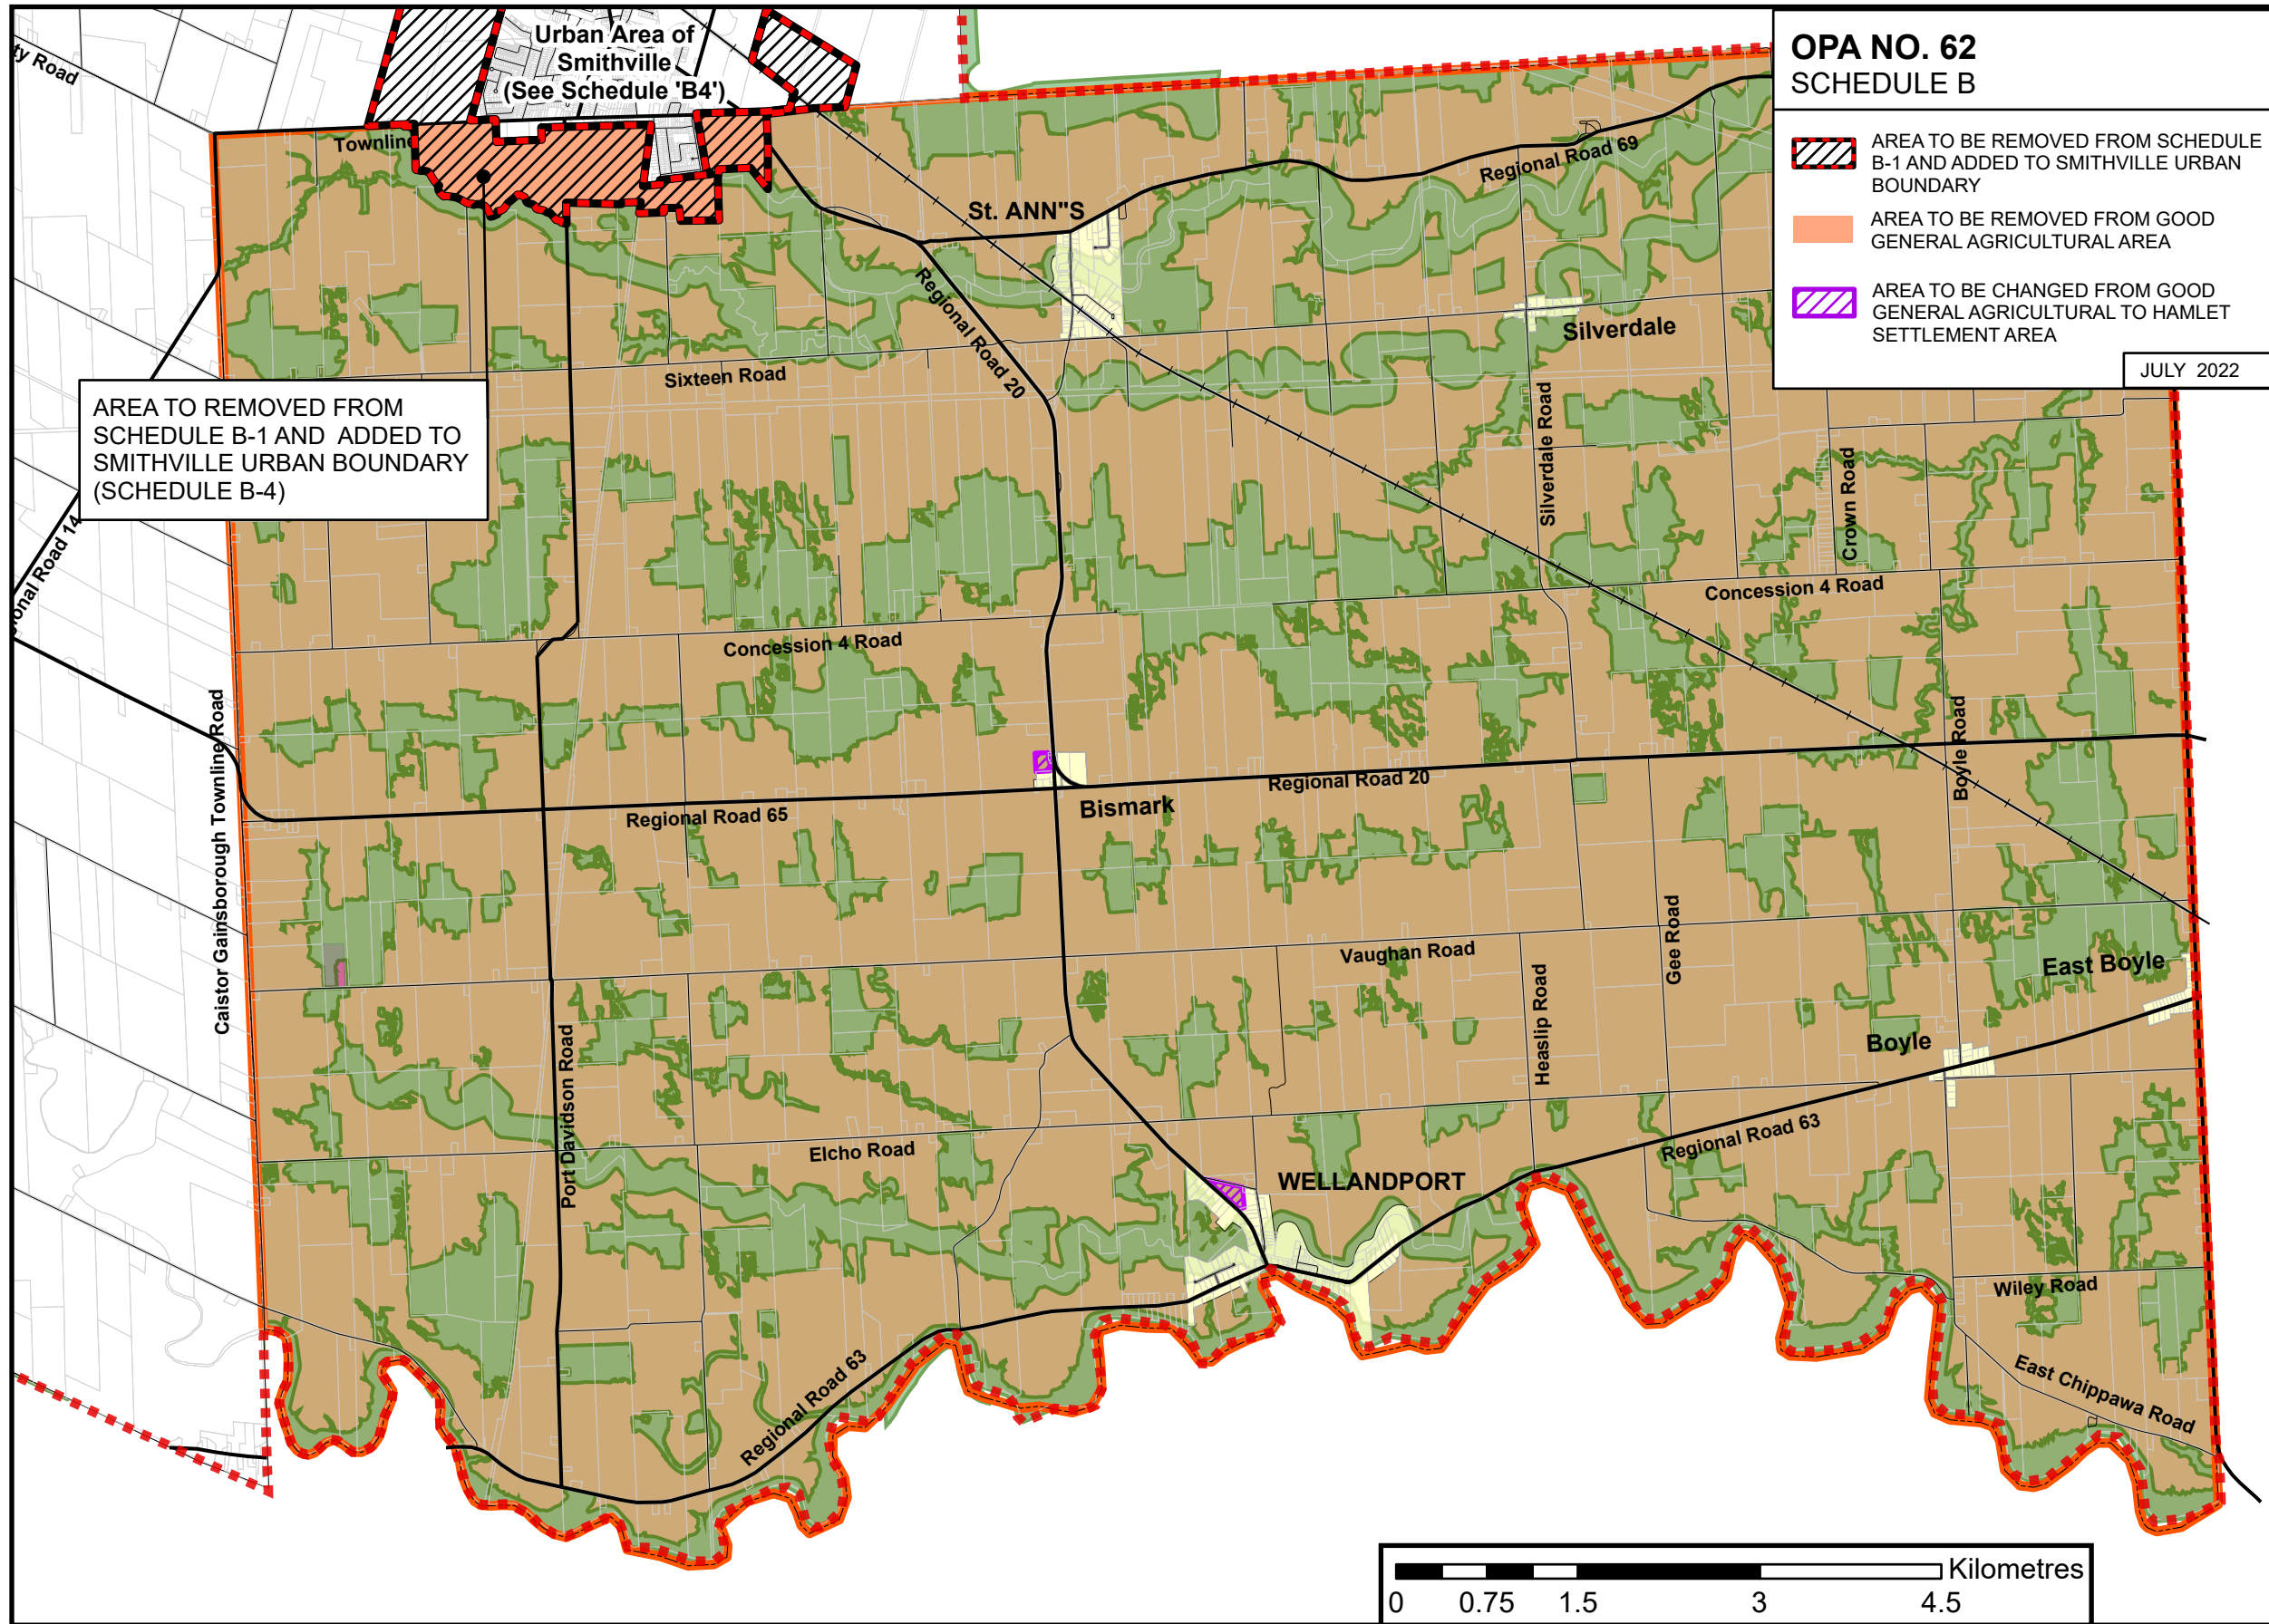 OPA NO. 62
SCHEDULE B
AREA TO BE REMOVED FROM SCHEDULE
B-1 AND ADDED TO SMITHVILLE URBAN
BOUNDARY
AREA TO BE REMOVED FROM GOOD
GENERAL AGRICULTURAL AREA
AREA TO BE CHANGED FROM GOOD
GENERAL AGRICULTURAL TO HAMLET
SETTLEMENT AREA
JULY 2022
Urban Area of
Smithville
(See Schedule 'B4')
ty Road
Townline
Regional Road 69
St. ANN"S
Regional Road 20
Silverdale
Sixteen Road
AREA TO REMOVED FROM
SCHEDULE B-1 AND ADDED TO
SMITHVILLE URBAN BOUNDARY
(SCHEDULE B-4)
Silverdale Road
Crown Road
onal Road 14
Concession 4 Road
Concession 4 Road
Caistor Gainsborough Townline Road
Boyle Road
Regional Road 20
Bismark
Regional Road 65
Vaughan Road
Gee Road
East Boyle
Heaslip Road
Boyle
Port Davidson Road
Elcho Road
Regional Road 63
WELLANDPORT
Wiley Road
East Chippawa Road
Regional Road 63
Kilometres
0 0.75 1.5 3 4.5